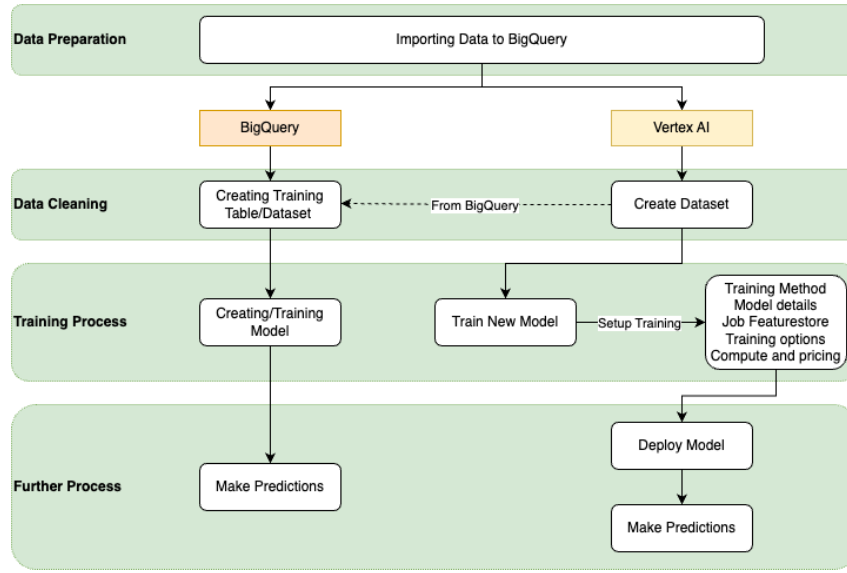 Data Preparation
Importing Data to BigQuery
BigQuery
Vertex AI
Data Cleaning
Creating Training
Table/Dataset
From BigQuery
Create Dataset
Training Process
Creating/Training
Model
Train New Model
Setup Training
Training Method
Model details
Job Featurestore
Training options
Compute and pricing
Further Process
Make Predictions
Deploy Model
Make Predictions